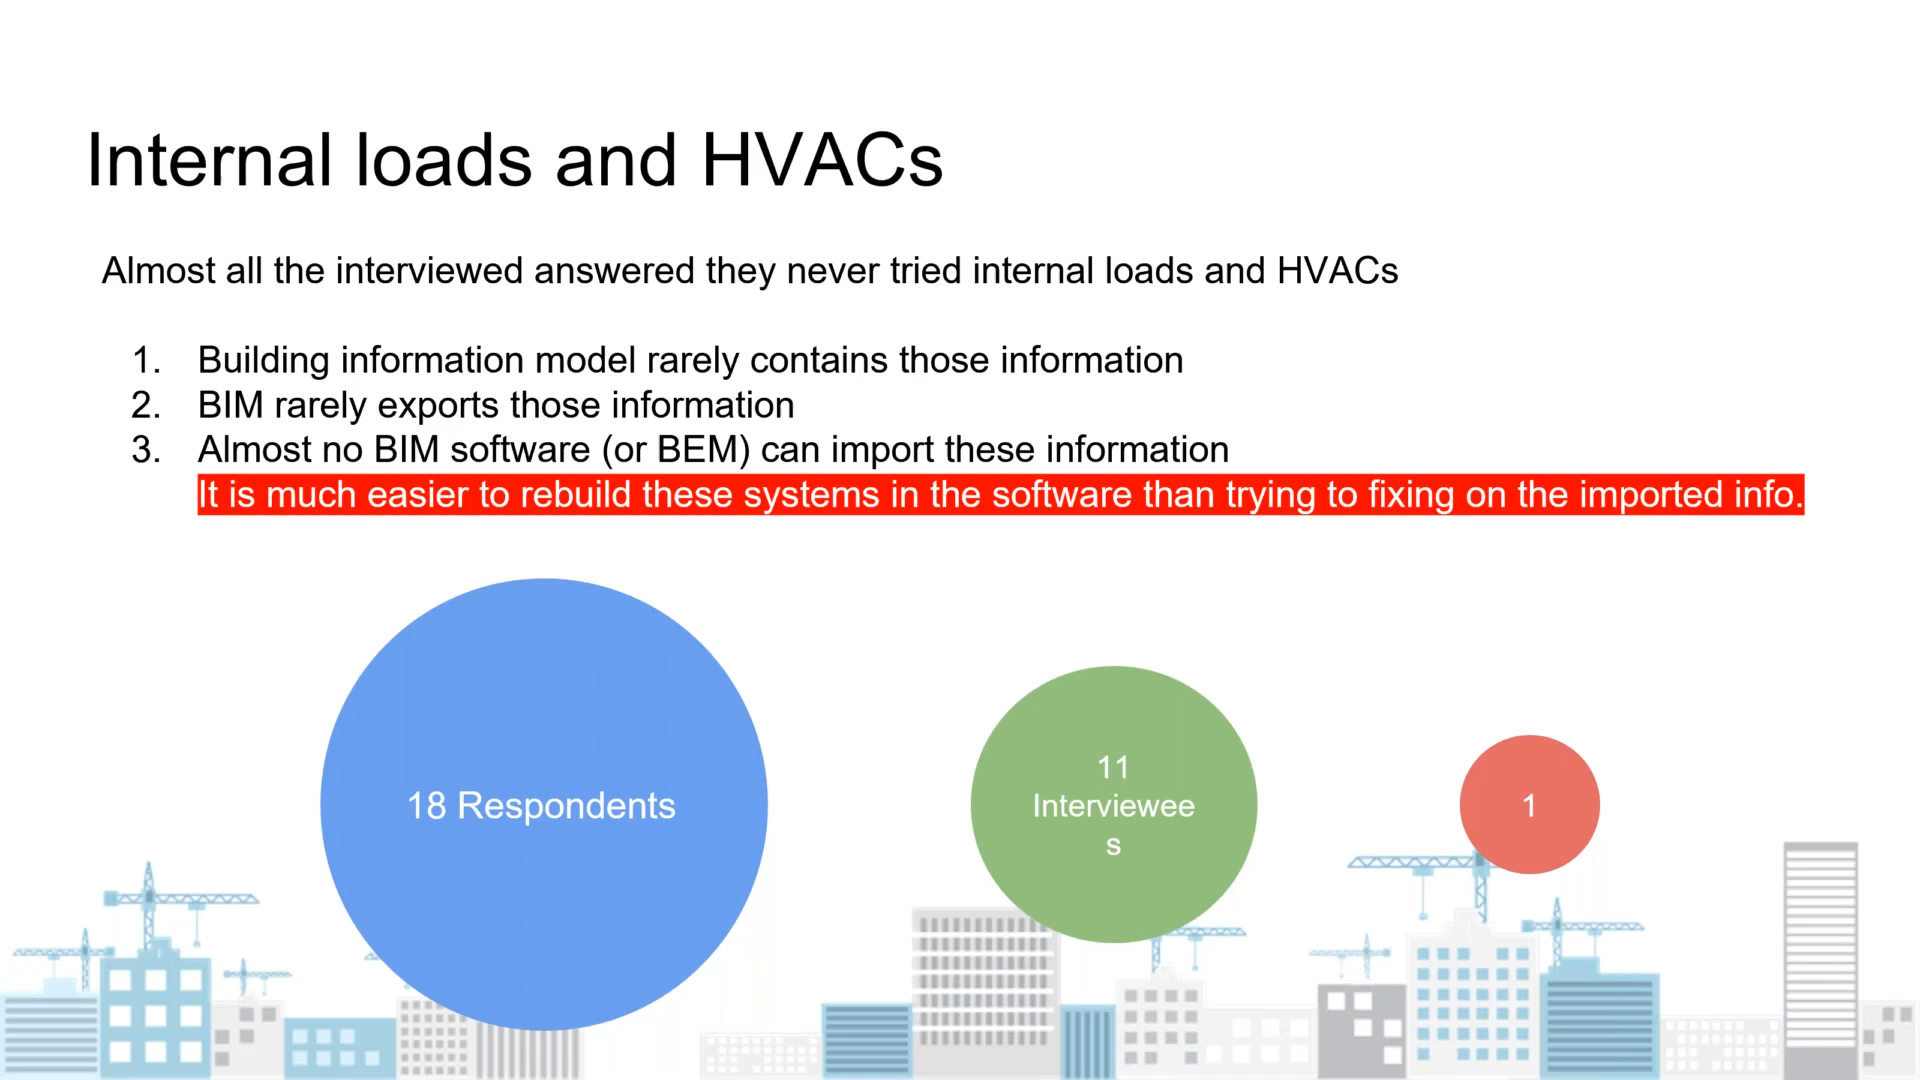 Internal loads and HVACs
Almost all the interviewed answered they never tried internal loads and HVACs
1. Building information model rarely contains those information
2. BIM rarely exports those information
3. Almost no BIM software (or BEM) can import these information
It is much easier to rebuild these systems in the software than trying to fixing on the imported info.
18 Respondents
11
Interviewee
s
1